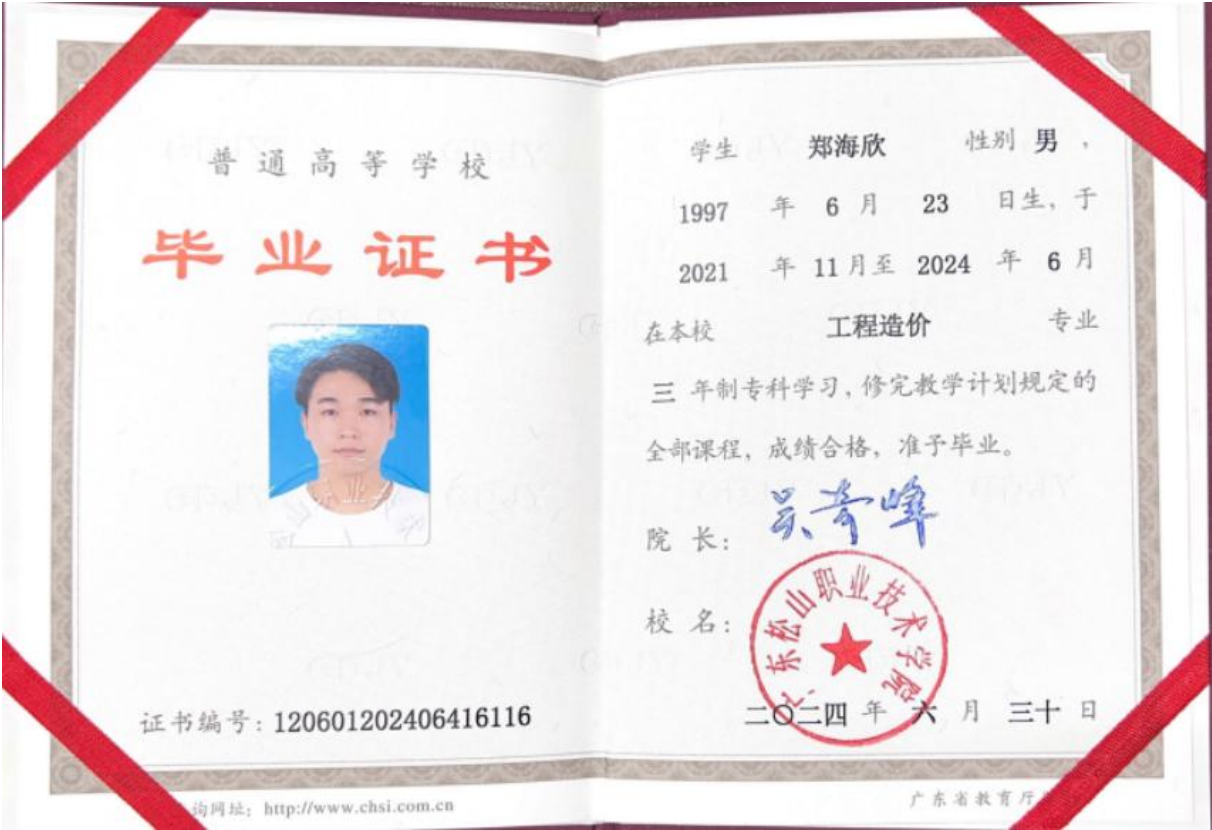 普通高等学校
毕业证书
证书编号：120601202406416116
询网址：http://www.chsi.com.cn
学生 郑海欣 性别 男，
1997 年 6 月 23 日生，于
2021 年 11 月至 2024 年 6 月
在本校 工程造价 专业
三 年制专科学习，修完教学计划规定的
全部课程，成绩合格，准予毕业。
院 长：吴奇峰
校 名：
广东松山职业技术学院
二〇二四 年 六 月 三十 日
广东省教育厅